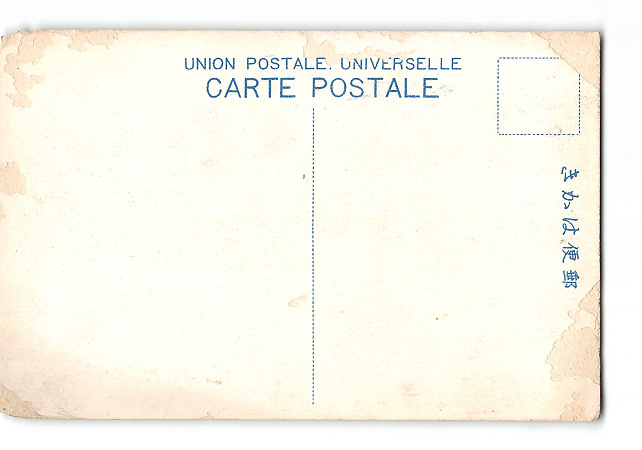 UNION POSTALE. UNIVERSELLE
CARTE POSTALE
郵便はかき